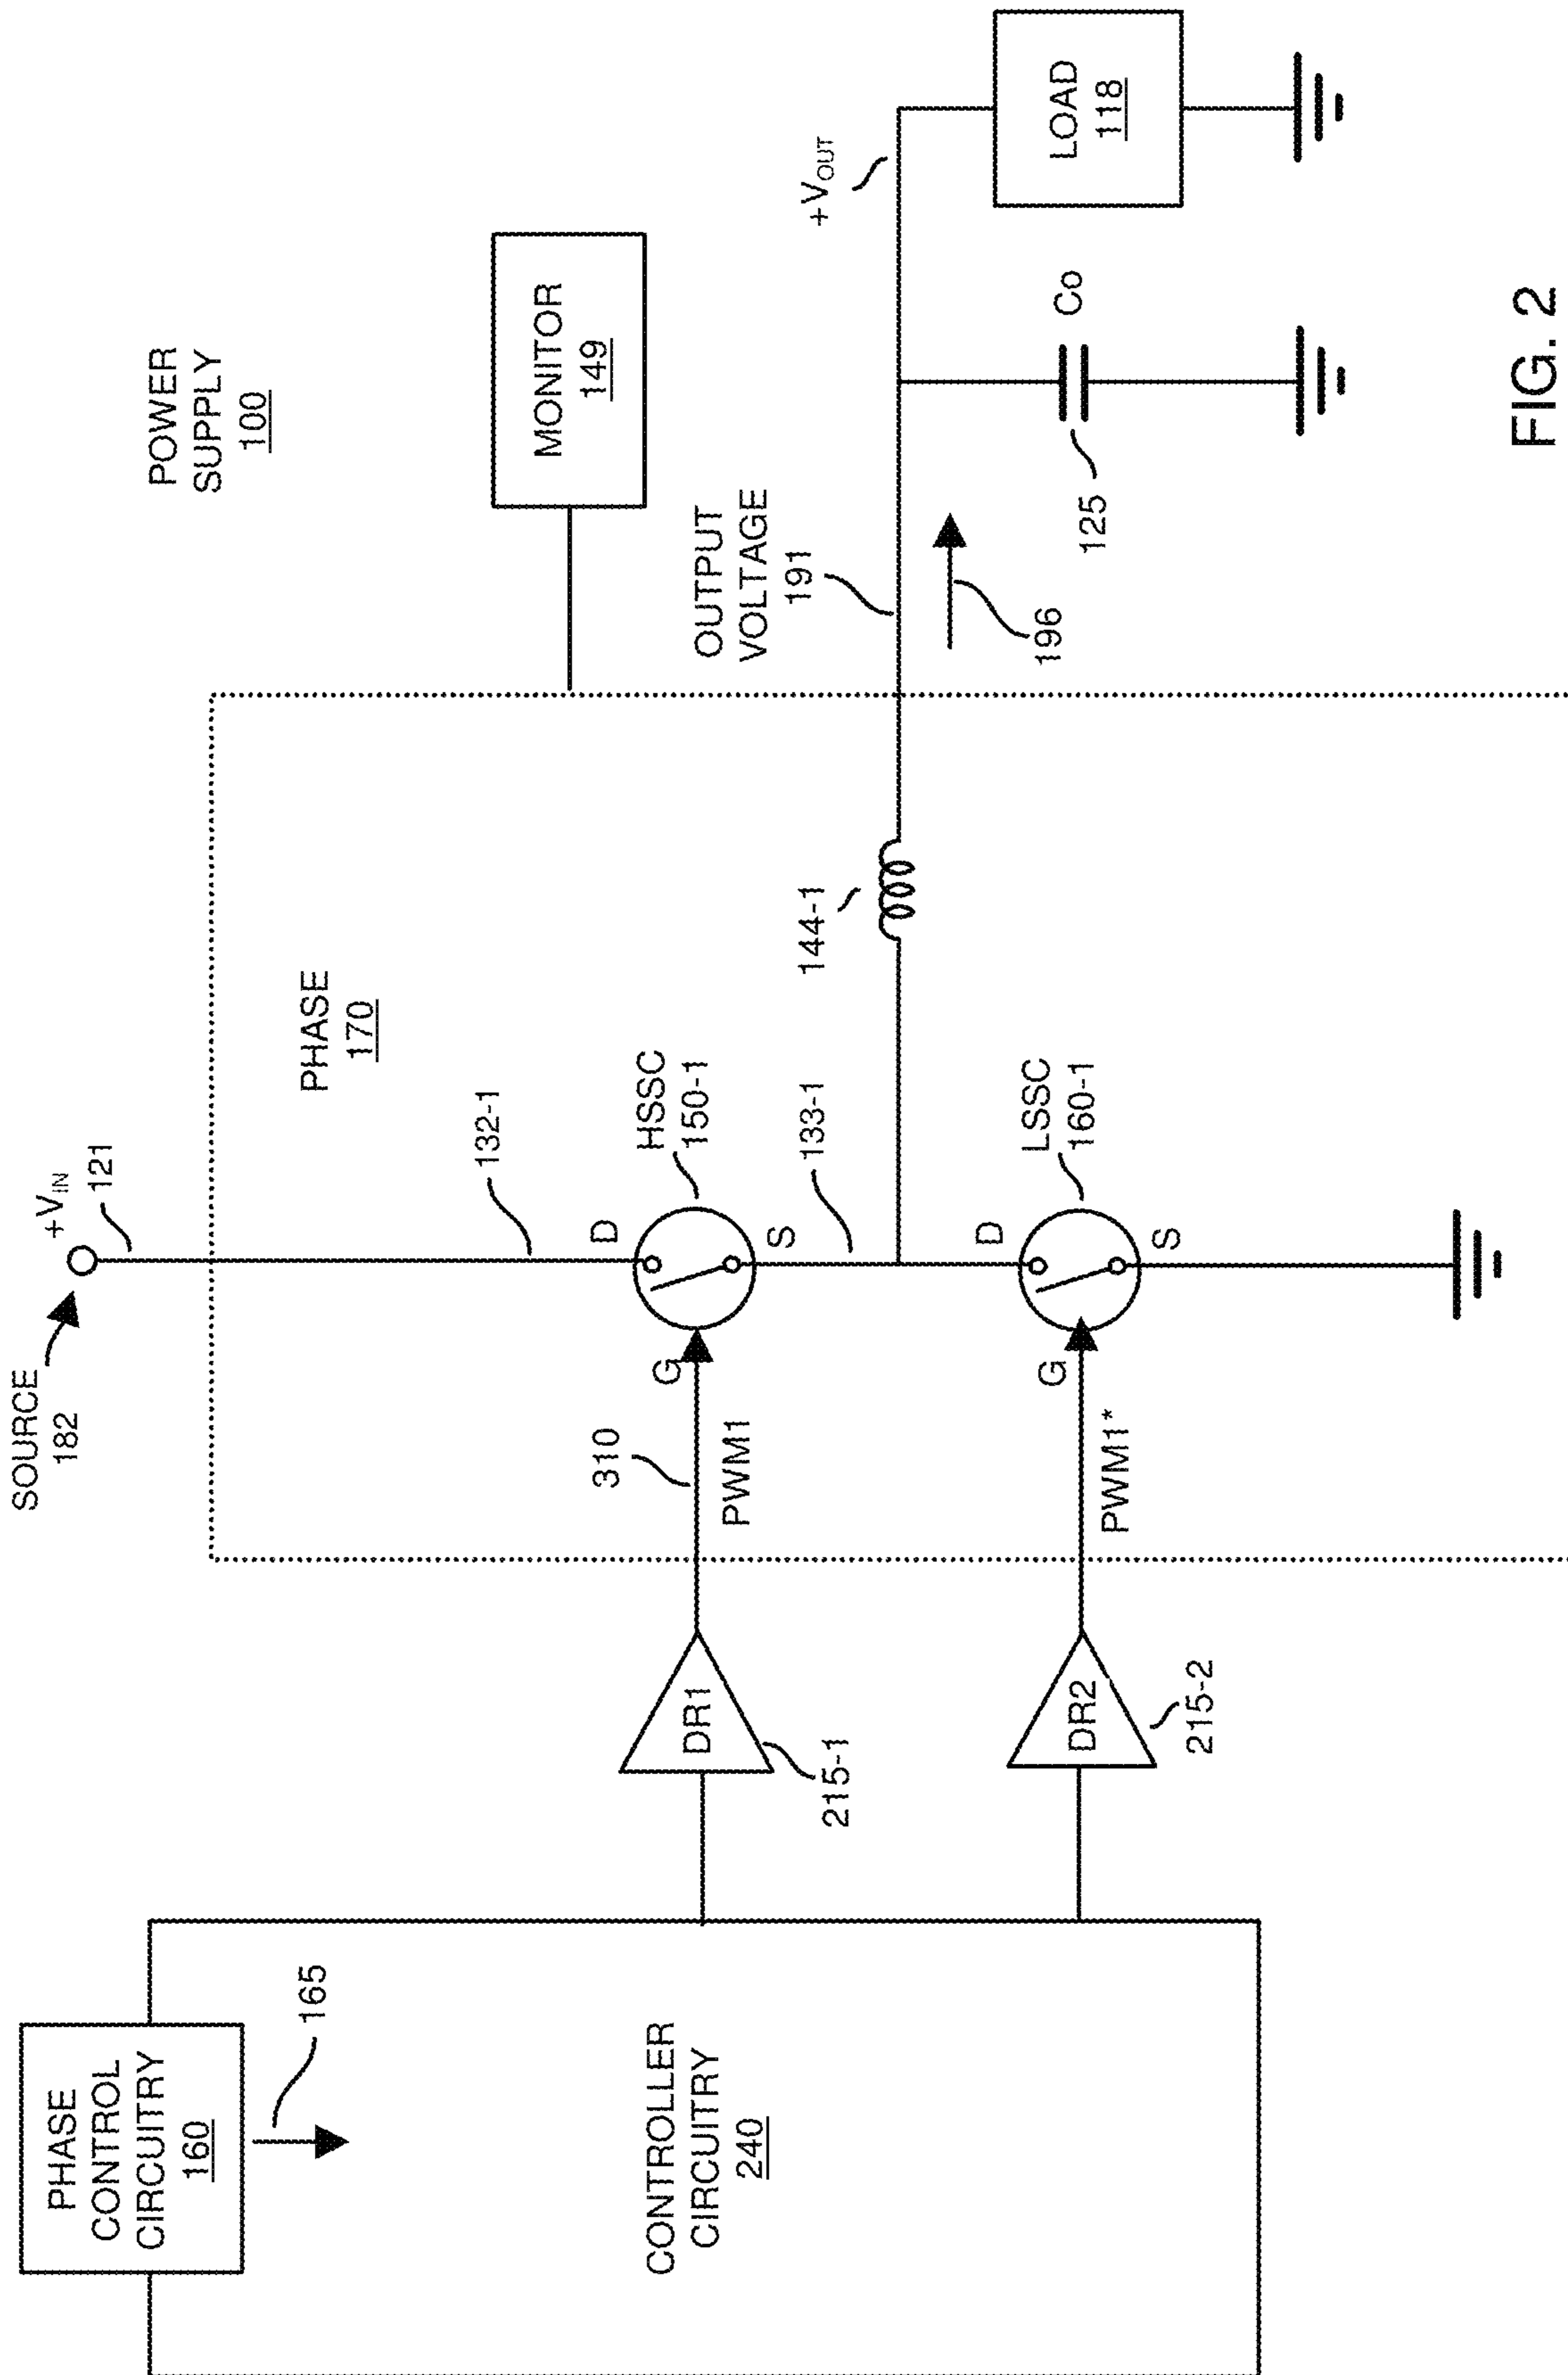 SOURCE
182
+VIN
121
POWER
SUPPLY
100
PHASE
CONTROL
CIRCUITRY
160
165
PHASE
170
MONITOR
149
132-1
HSSC
150-1
D
G
S
310
PWM1
DR1
215-1
133-1
OUTPUT
VOLTAGE
191
+VOUT
144-1
196
CONTROLLER
CIRCUITRY
240
LSSC
160-1
D
G
S
PWM1*
DR2
215-2
125
Co
LOAD
118
FIG. 2